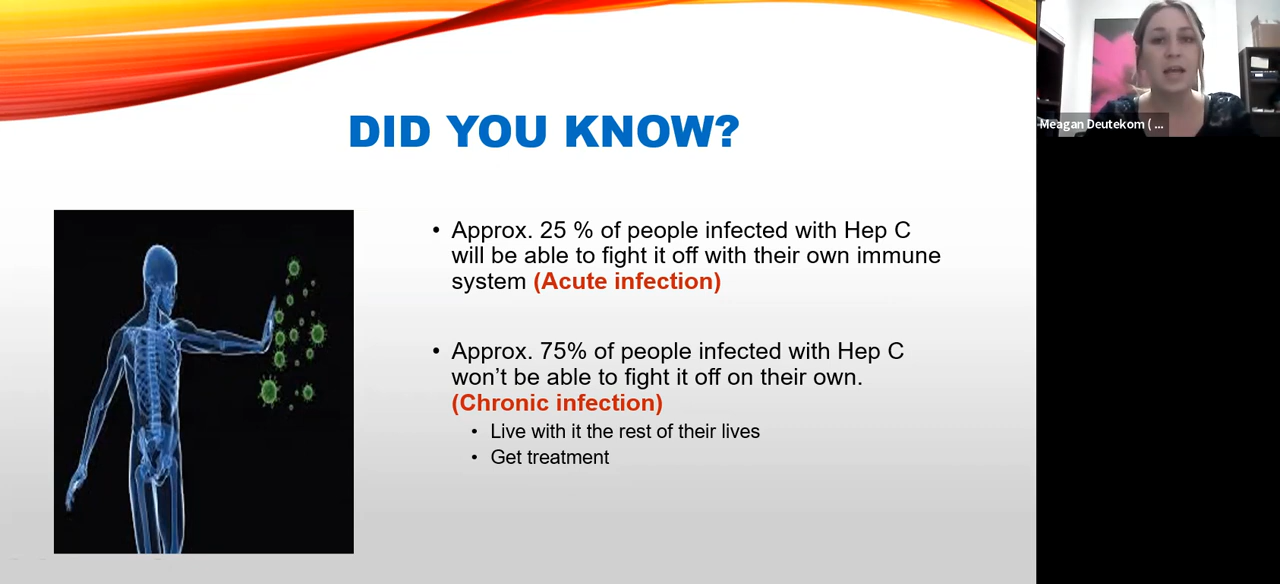 DID YOU KNOW?
• Approx. 25 % of people infected with Hep C
will be able to fight it off with their own immune
system (Acute infection)
• Approx. 75% of people infected with Hep C
won’t be able to fight it off on their own.
(Chronic infection)
• Live with it the rest of their lives
• Get treatment
Meagan Deutekom ( ...